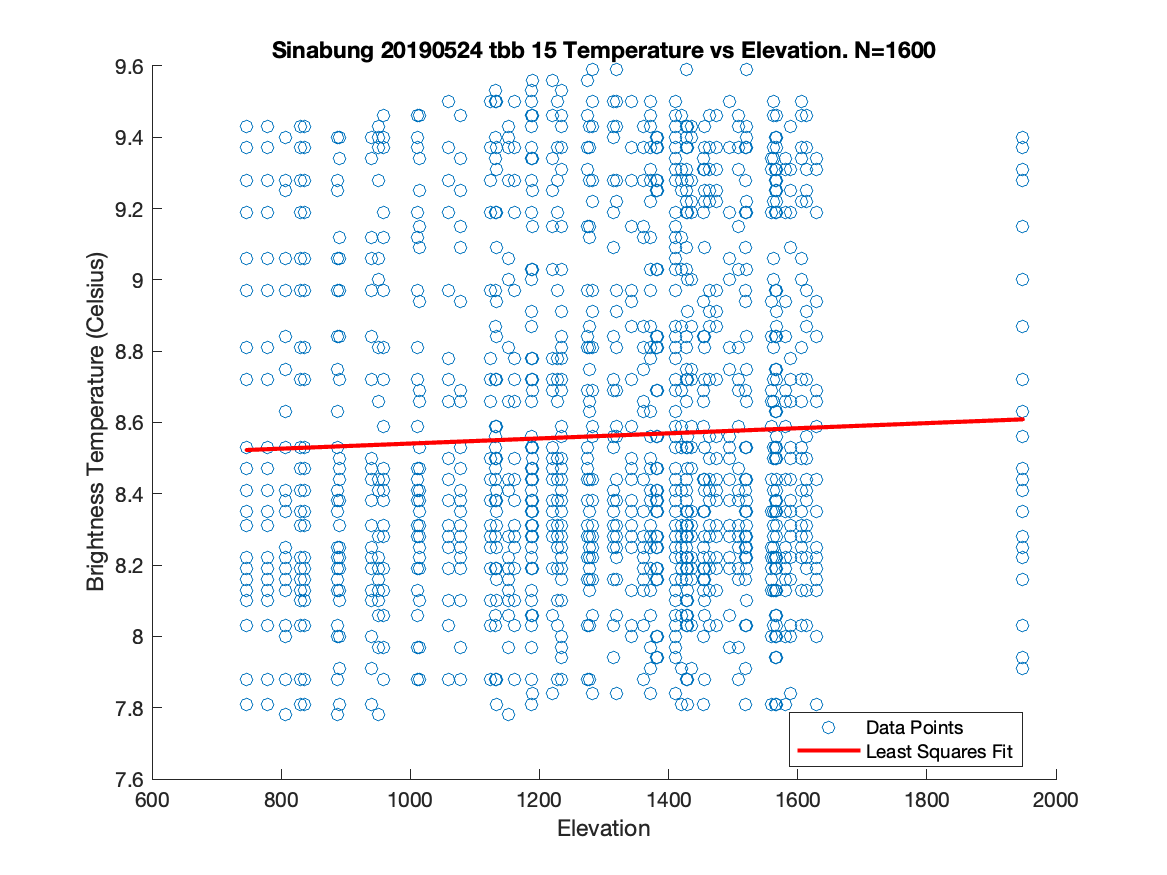 Sinabung 20190524 tbb 15 Temperature vs Elevation. N=1600
9.6
9.4
9.2
9
8.8
8.6
8.4
8.2
8
7.8
7.6
Brightness Temperature (Celsius)
Data Points
Least Squares Fit
600 800 1000 1200 1400 1600 1800 2000
Elevation